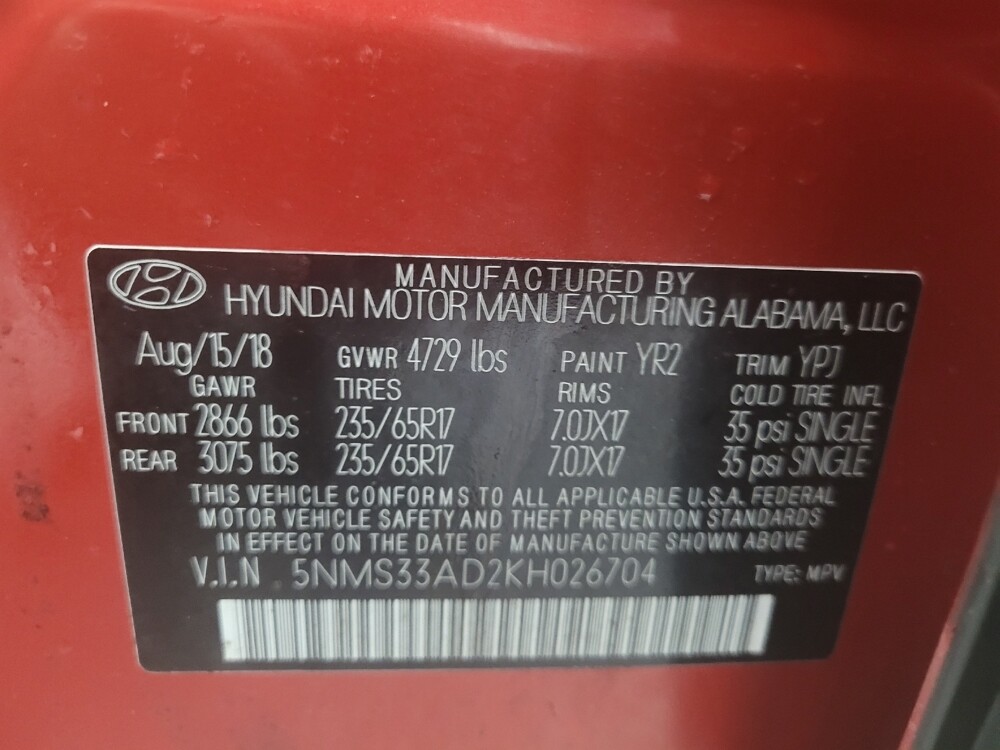 MANUFACTURED BY
HYUNDAI MOTOR MANUFACTURING ALABAMA, LLC
Aug/15/18 GVWR 4729 lbs PAINT YR2 TRIM YPJ
GAWR TIRES RIMS COLD TIRE INFL
FRONT 2866 lbs 235/65R17 7.0JX17 35 psi SINGLE
REAR 3075 lbs 235/65R17 7.0JX17 35 psi SINGLE
THIS VEHICLE CONFORMS TO ALL APPLICABLE U.S.A. FEDERAL
MOTOR VEHICLE SAFETY AND THEFT PREVENTION STANDARDS
IN EFFECT ON THE DATE OF MANUFACTURE SHOWN ABOVE
V.I.N 5NMS33AD2KH026704 TYPE: MPV